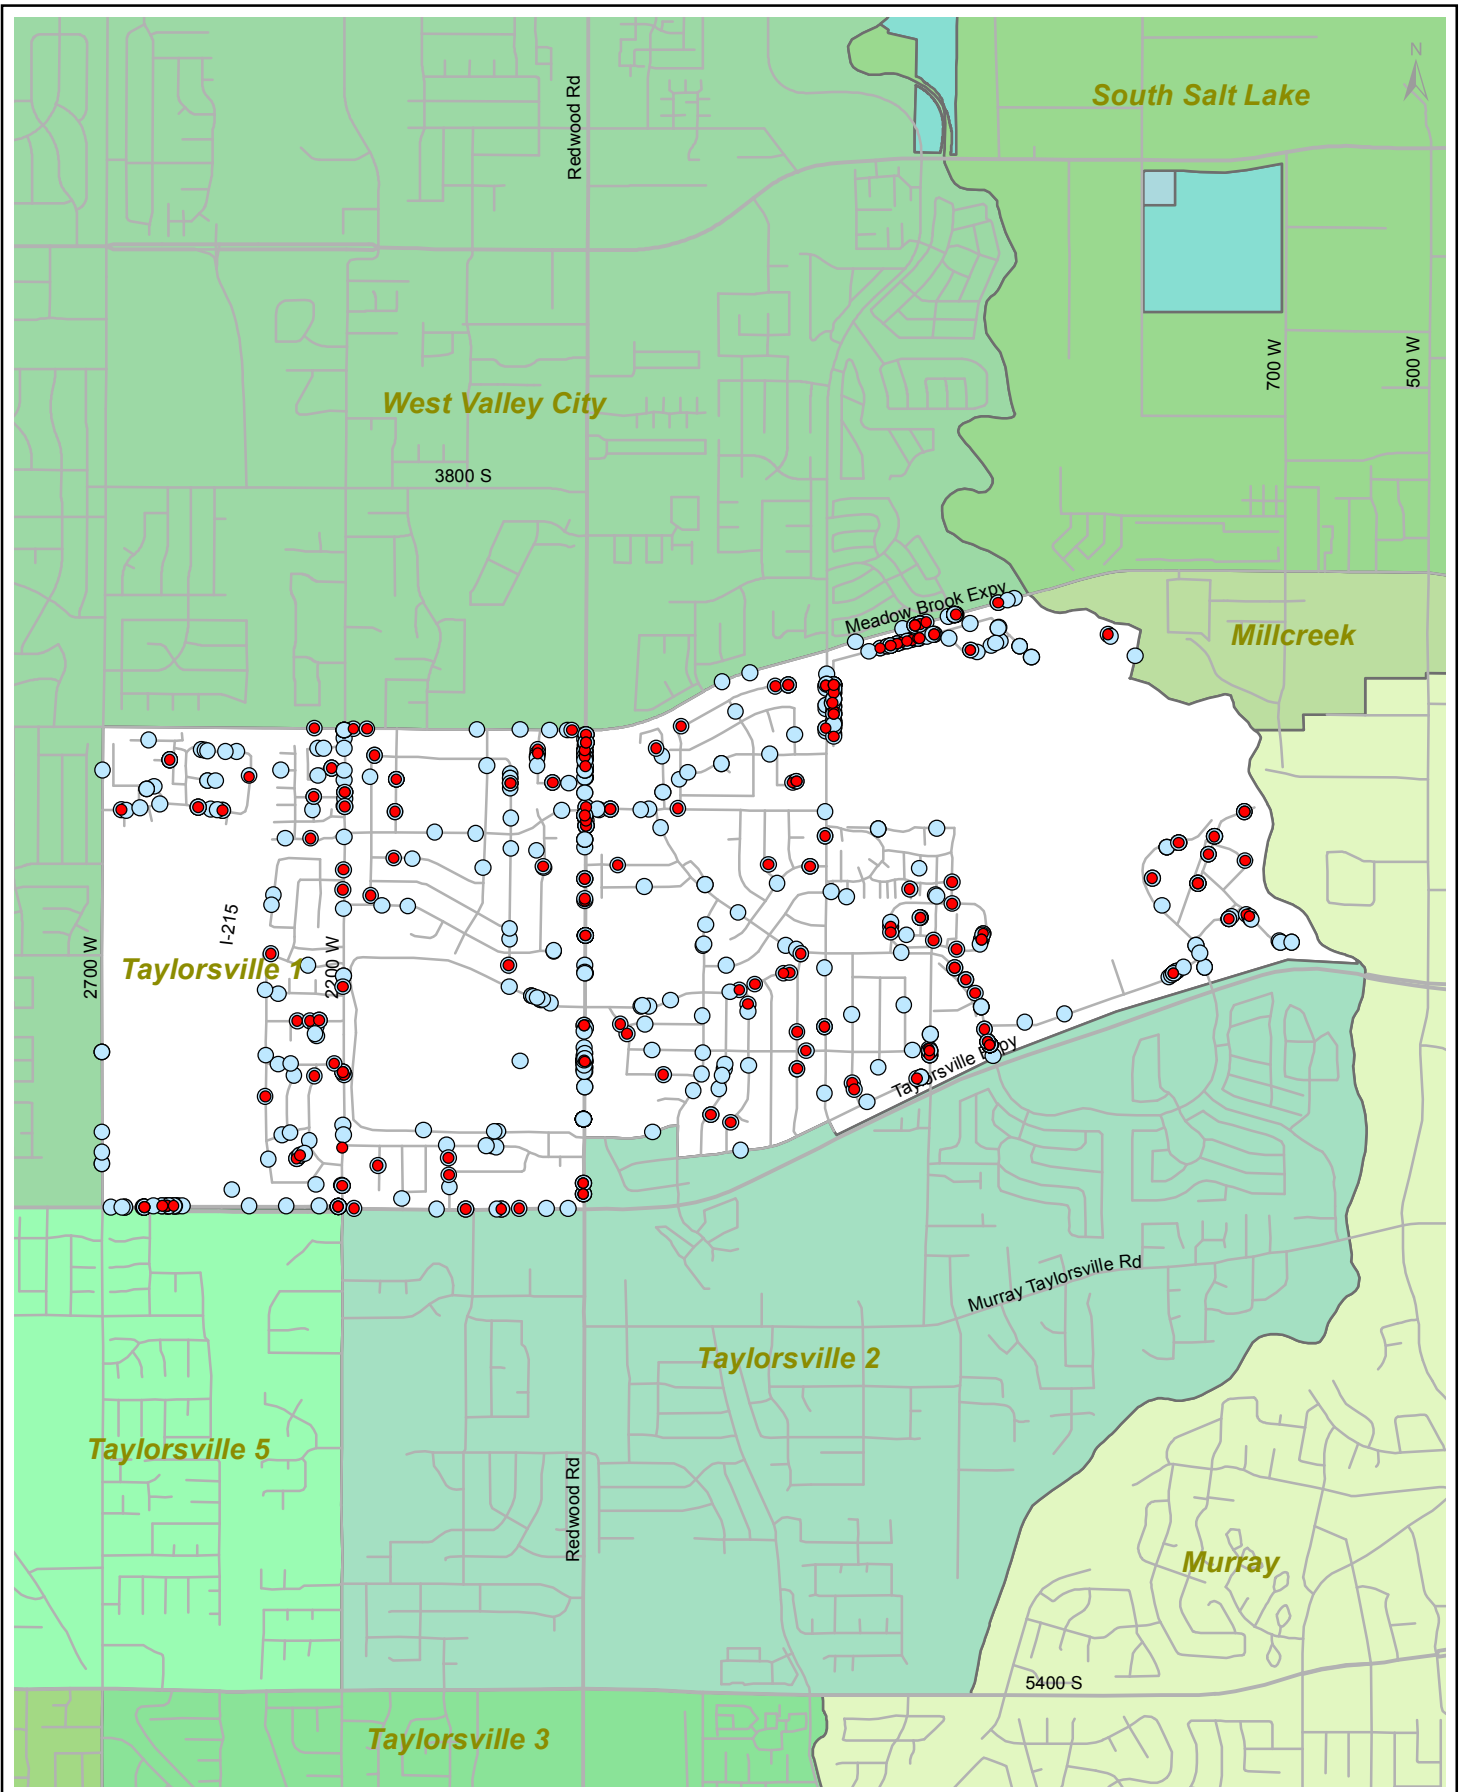 N
South Salt Lake
Redwood Rd
700 W
500 W
West Valley City
3800 S
Meadow Brook Expy
Millcreek
I-215
2700 W
Taylorsville 1
2200 W
Taylorsville Expy
Murray Taylorsville Rd
Taylorsville 2
Taylorsville 5
Redwood Rd
Murray
5400 S
Taylorsville 3